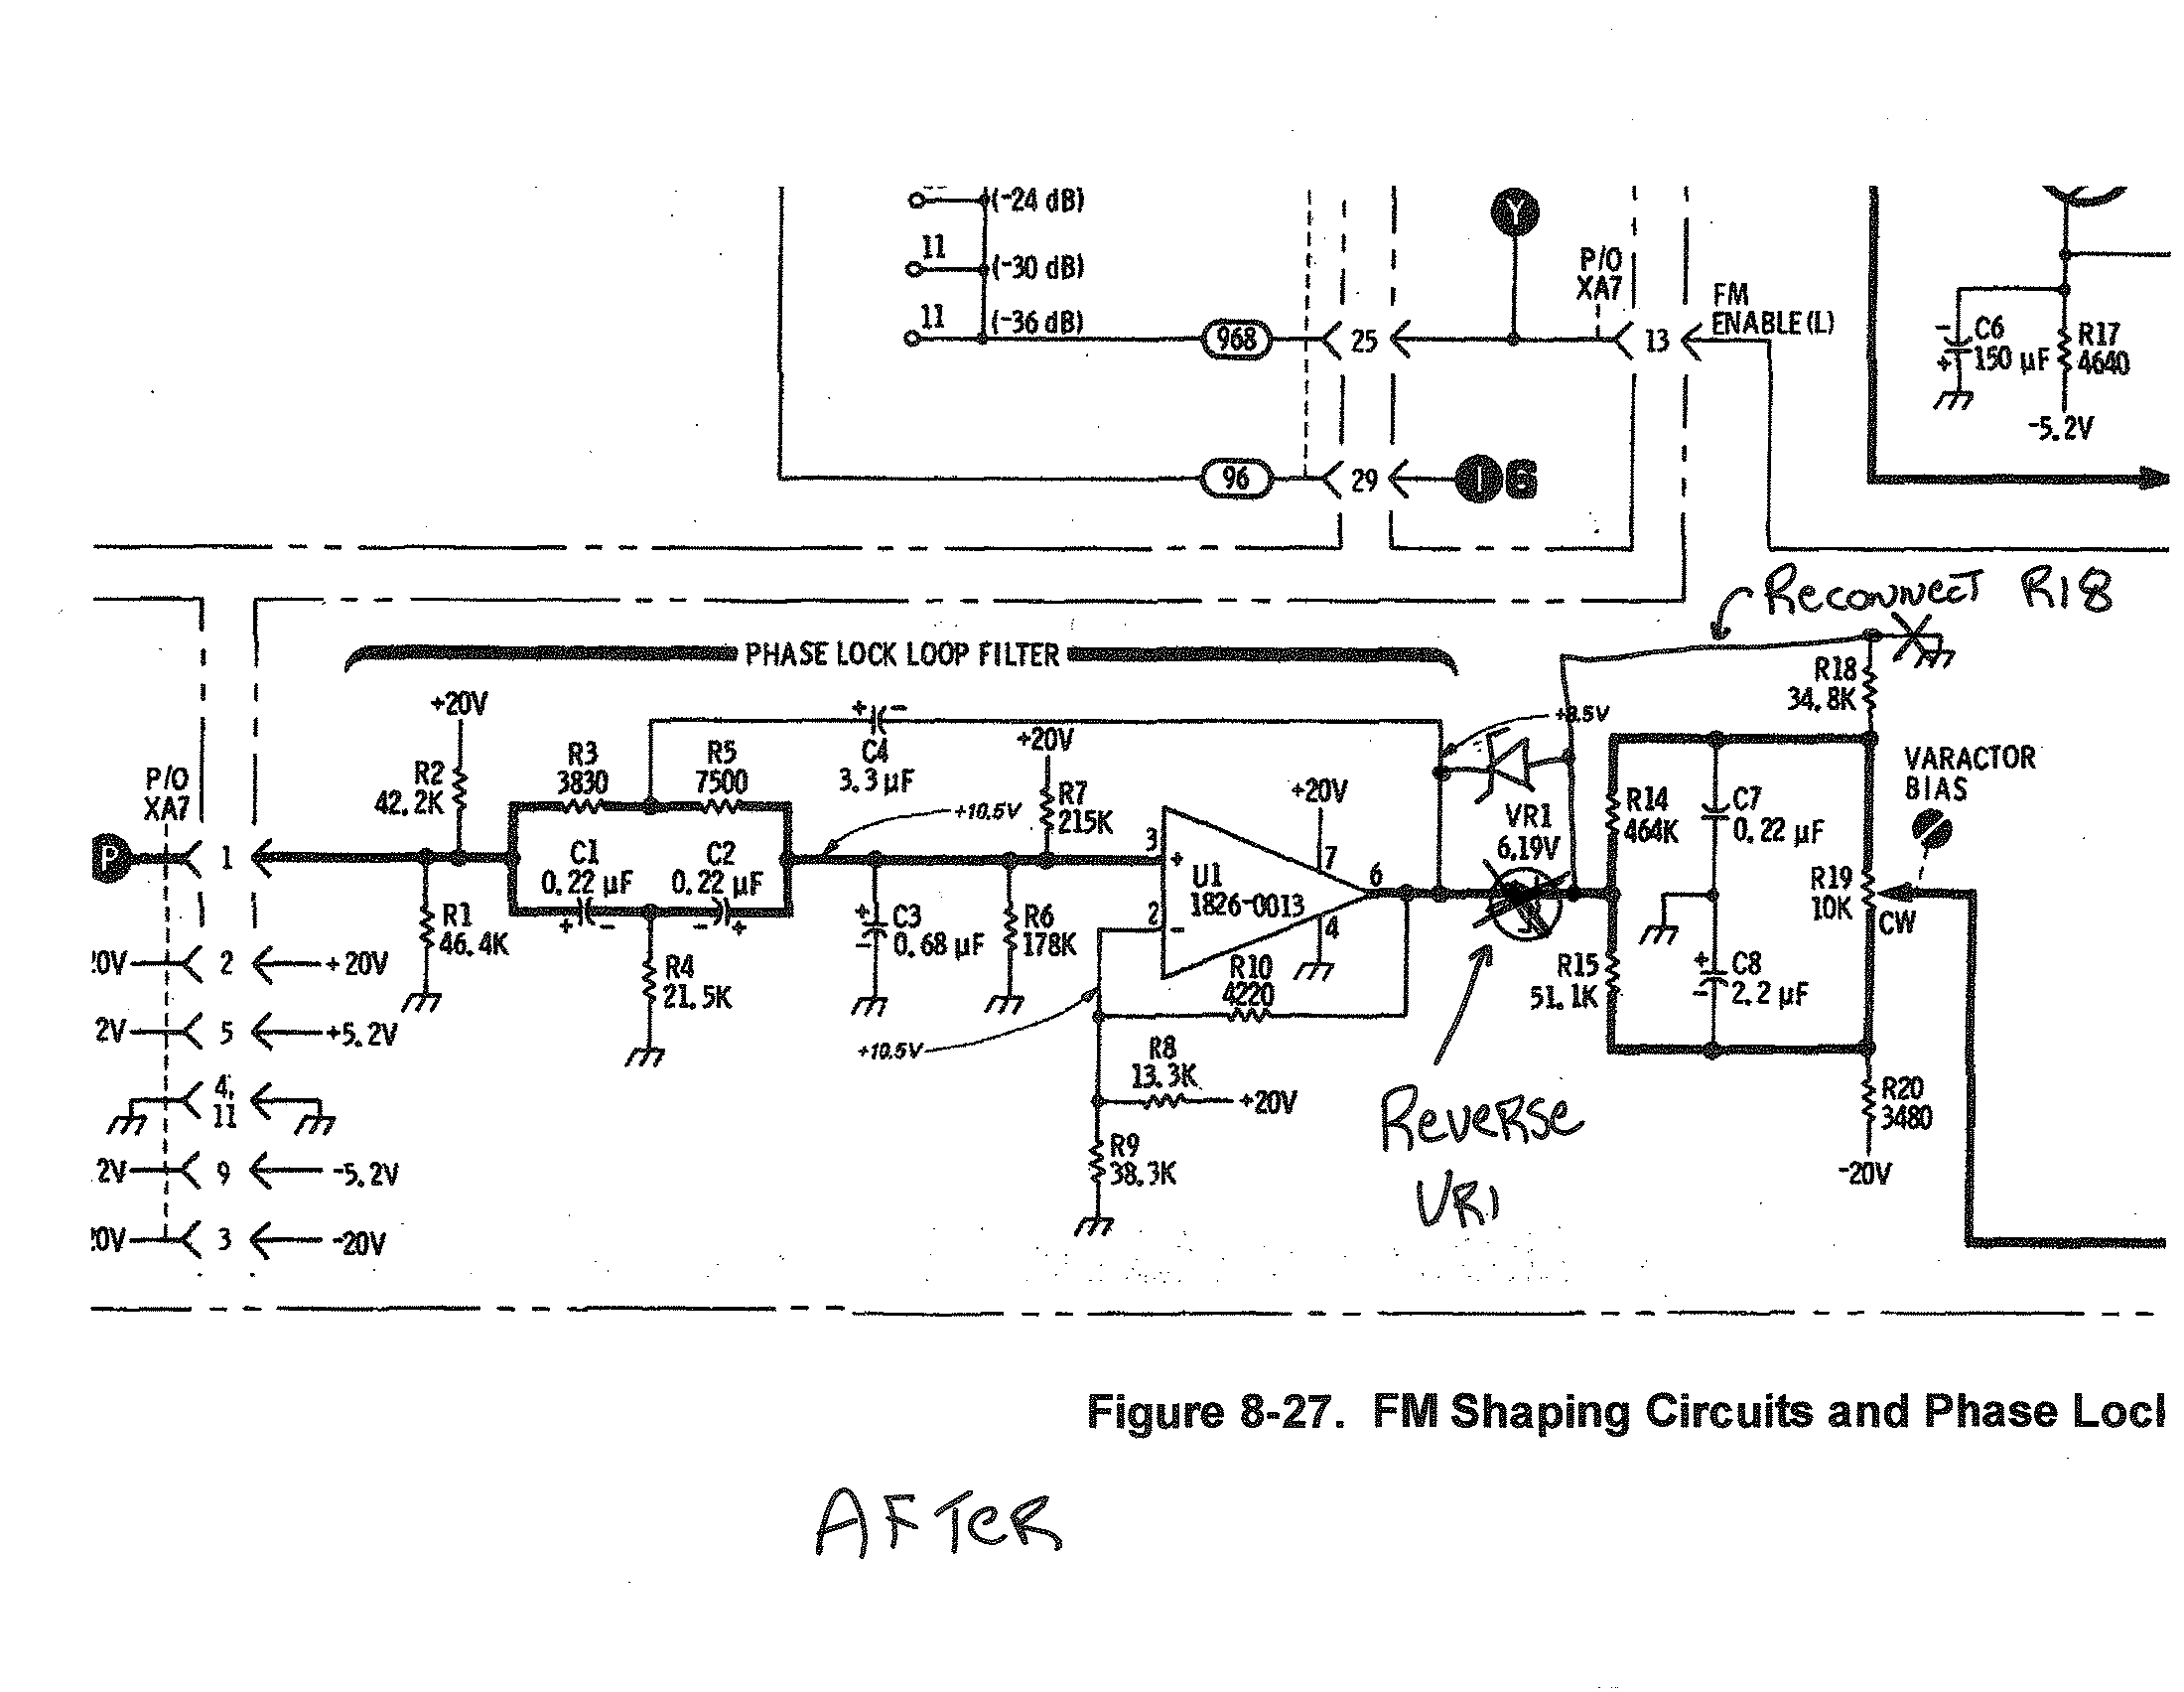 (-24 dB)
11
(-30 dB)
11
(-36 dB)
968
25
Y
P/O
XA7
13
FM
ENABLE(L)
C6
150 µF
R17
4640
-5.2V
96
29
I 6
Reconnect R18
PHASE LOCK LOOP FILTER
R18
34.8K
+20V
R2
42.2K
R3
3830
R5
7500
C4
3.3 µF
+20V
R7
215K
+20V
VR1
6.19V
R14
464K
C7
0.22 µF
VARACTOR
BIAS
P/O
XA7
P
1
C1
0.22 µF
C2
0.22 µF
+10.5V
3
+
U1
1826-0013
7
6
2
-
4
R19
10K
CW
R1
46.4K
R4
21.5K
C3
0.68 µF
R6
178K
R10
4220
R15
51.1K
C8
2.2 µF
2
+20V
2V
5
+5.2V
+10.5V
R8
13.3K
+20V
4,
11
R9
38.3K
R20
3480
-20V
2V
9
-5.2V
3
-20V
Reverse
VR1
Figure 8-27. FM Shaping Circuits and Phase Loc
AFTER